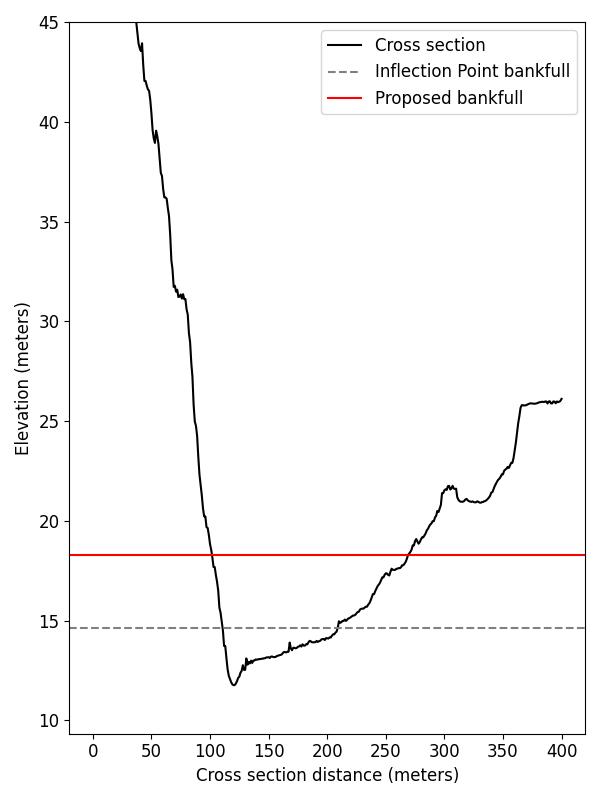 45
40
35
30
25
20
15
10
Elevation (meters)
Cross section
Inflection Point bankfull
Proposed bankfull
0 50 100 150 200 250 300 350 400
Cross section distance (meters)